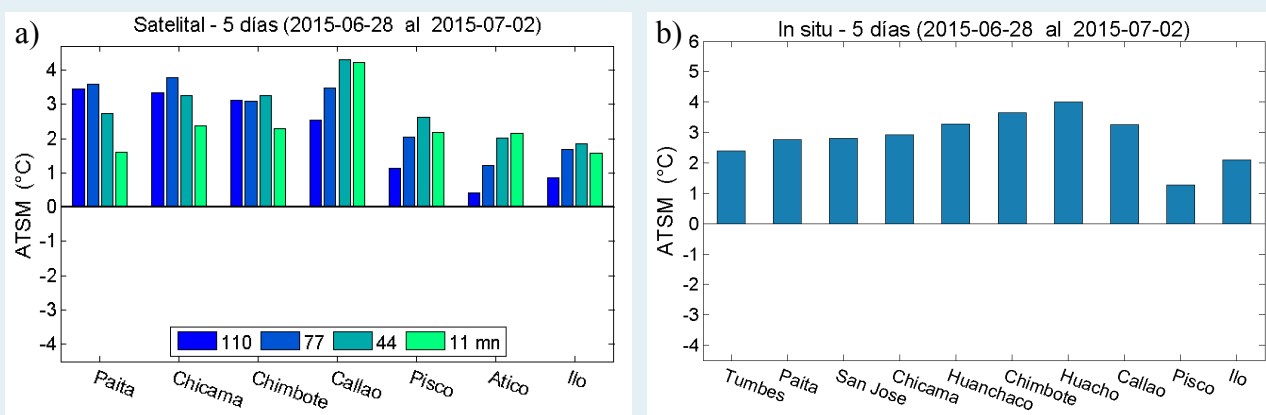 a)
Satelital - 5 días (2015-06-28 al 2015-07-02)
ATSM (°C)
4
3
2
1
0
-1
-2
-3
-4
110
77
44
11 mn
Paita
Chicama
Chimbote
Callao
Pisco
Atico
Ilo
b)
In situ - 5 días (2015-06-28 al 2015-07-02)
ATSM (°C)
6
5
4
3
2
1
0
-1
-2
-3
-4
Tumbes
Paita
San Jose
Chicama
Huanchaco
Chimbote
Huacho
Callao
Pisco
Ilo